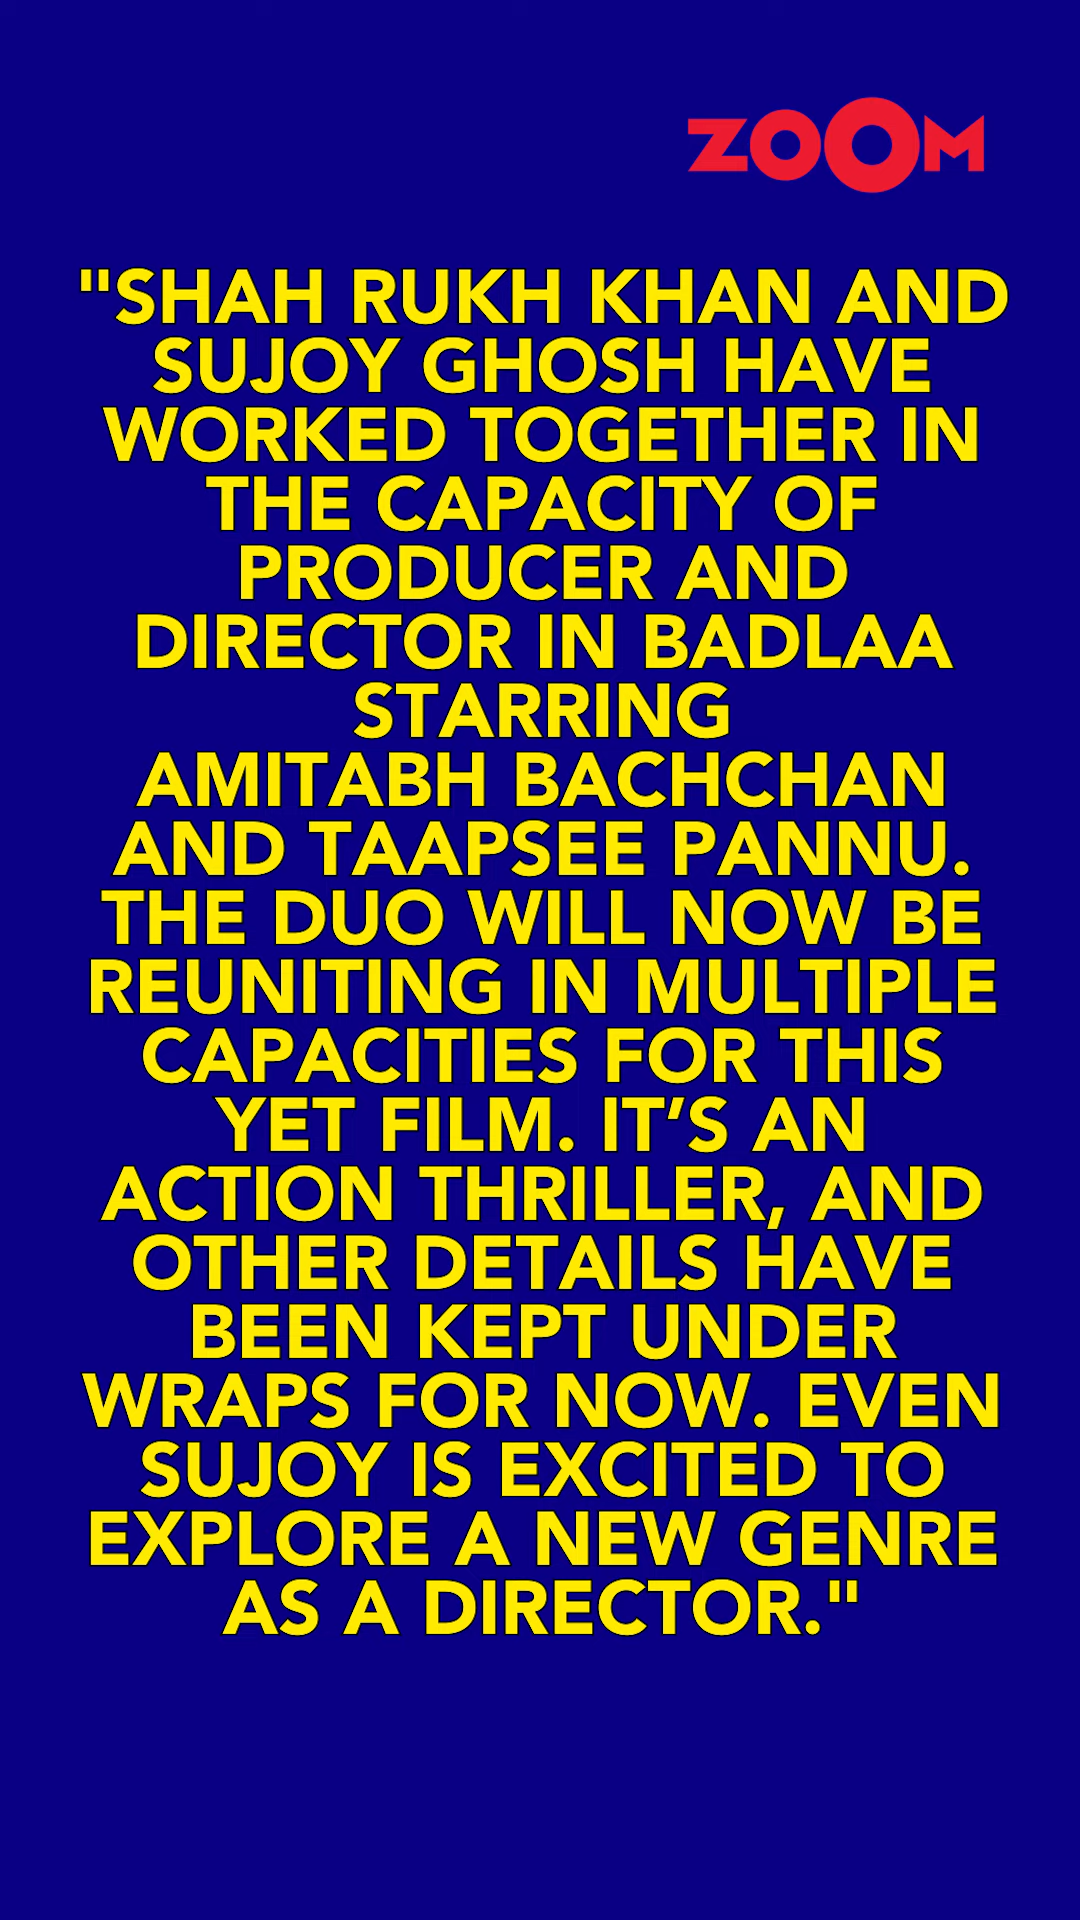 ZOOM
"SHAH RUKH KHAN AND
SUJOY GHOSH HAVE
WORKED TOGETHER IN
THE CAPACITY OF
PRODUCER AND
DIRECTOR IN BADLAA
STARRING
AMITABH BACHCHAN
AND TAAPSEE PANNU.
THE DUO WILL NOW BE
REUNITING IN MULTIPLE
CAPACITIES FOR THIS
YET FILM. IT’S AN
ACTION THRILLER, AND
OTHER DETAILS HAVE
BEEN KEPT UNDER
WRAPS FOR NOW. EVEN
SUJOY IS EXCITED TO
EXPLORE A NEW GENRE
AS A DIRECTOR."